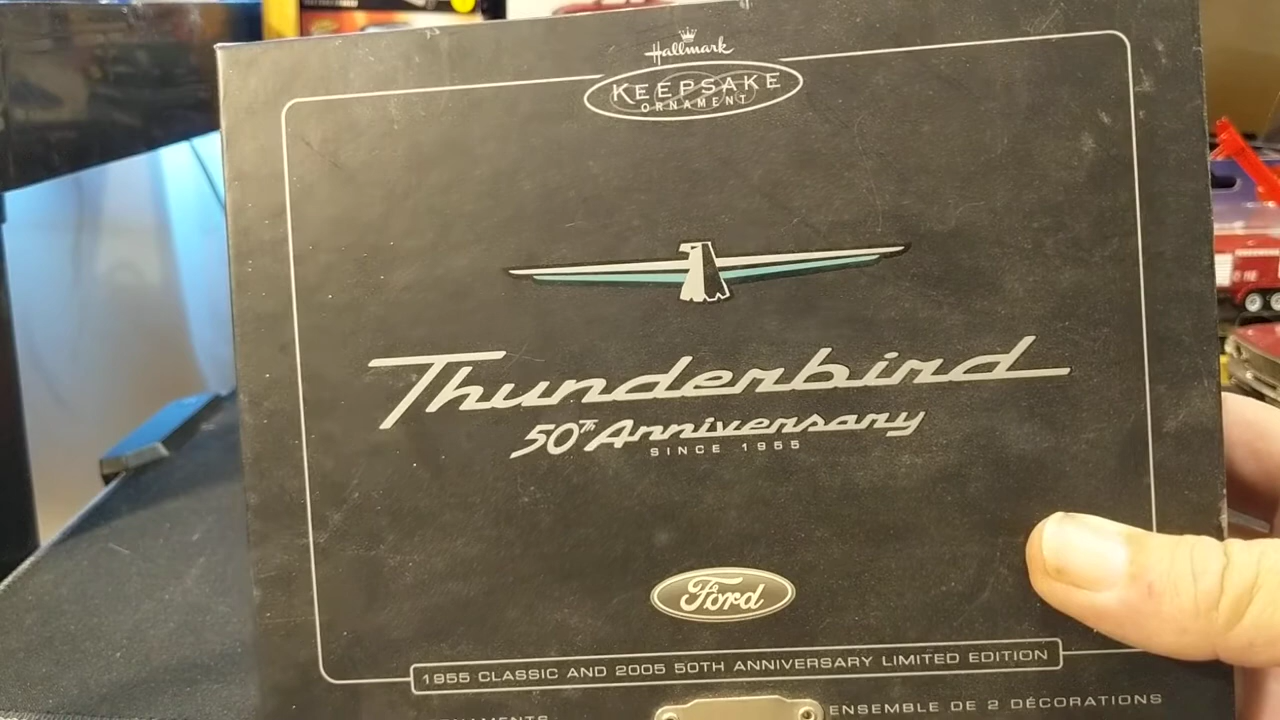 Hallmark
KEEPSAKE
ORNAMENT
Thunderbird
50Th Anniversary
SINCE 1955
Ford
1955 CLASSIC AND 2005 50TH ANNIVERSARY LIMITED EDITION
ENSEMBLE DE 2 DÉCORATIONS